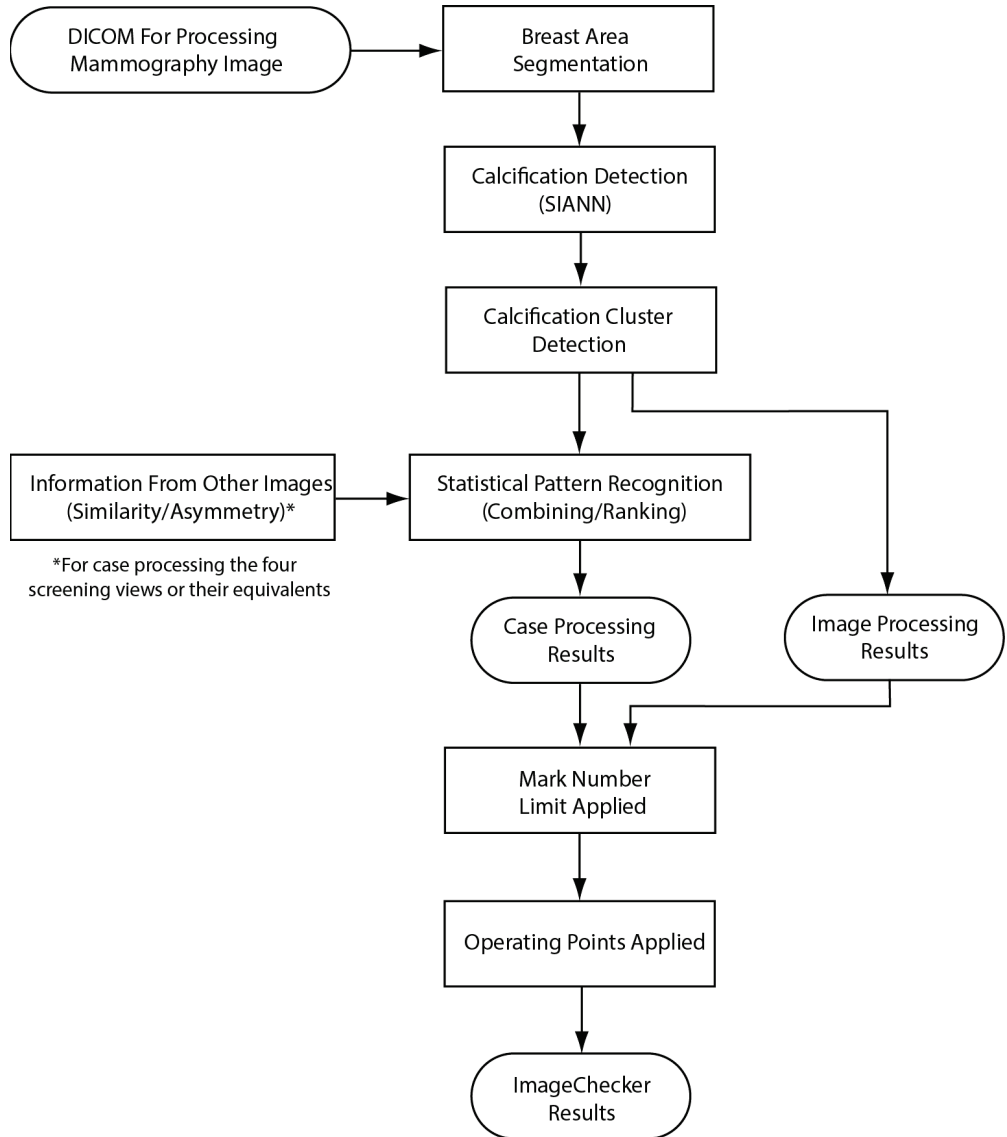 DICOM For Processing
Mammography Image
Breast Area
Segmentation
Calcification Detection
(SIANN)
Calcification Cluster
Detection
Information From Other Images
(Similarity/Asymmetry)*
Statistical Pattern Recognition
(Combining/Ranking)
*For case processing the four
screening views or their equivalents
Case Processing
Results
Image Processing
Results
Mark Number
Limit Applied
Operating Points Applied
ImageChecker
Results